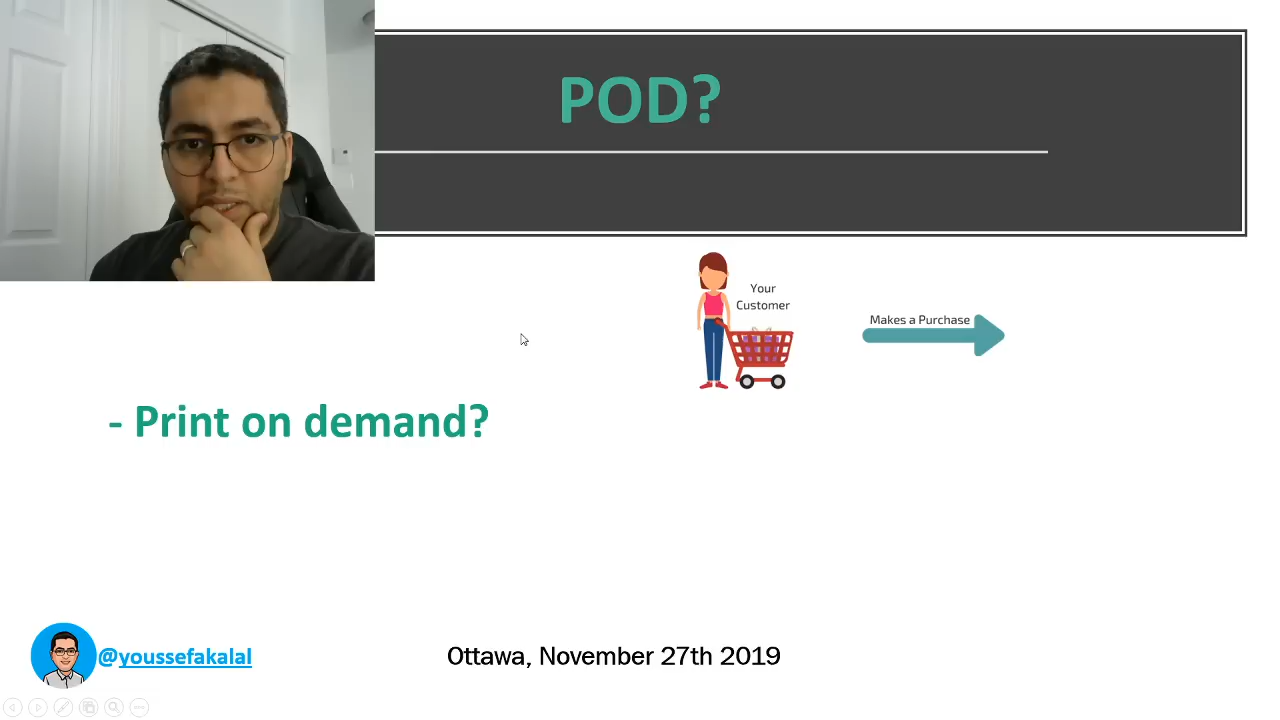 POD?
Your
Customer
Makes a Purchase
- Print on demand?
@youssefakalal
Ottawa, November 27th 2019